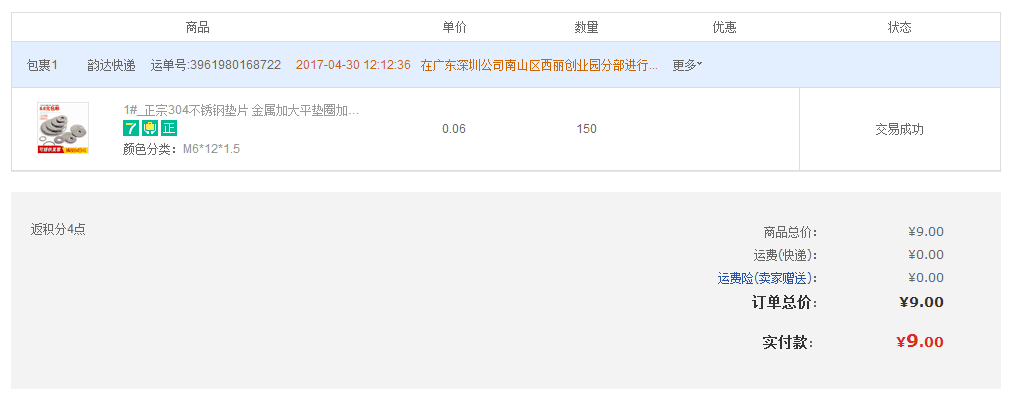 商品 单价 数量 优惠 状态
包裹1 韵达快递 运单号:3961980168722 2017-04-30 12:12:36 在广东深圳公司南山区西丽创业园分部进行... 更多
1#_正宗304不锈钢垫片 金属加大平垫圈加...
7 正
颜色分类：M6*12*1.5
0.06 150 交易成功
返积分4点
商品总价： ¥9.00
运费(快递)： ¥0.00
运费险(卖家赠送)： ¥0.00
订单总价： ¥9.00
实付款： ¥9.00